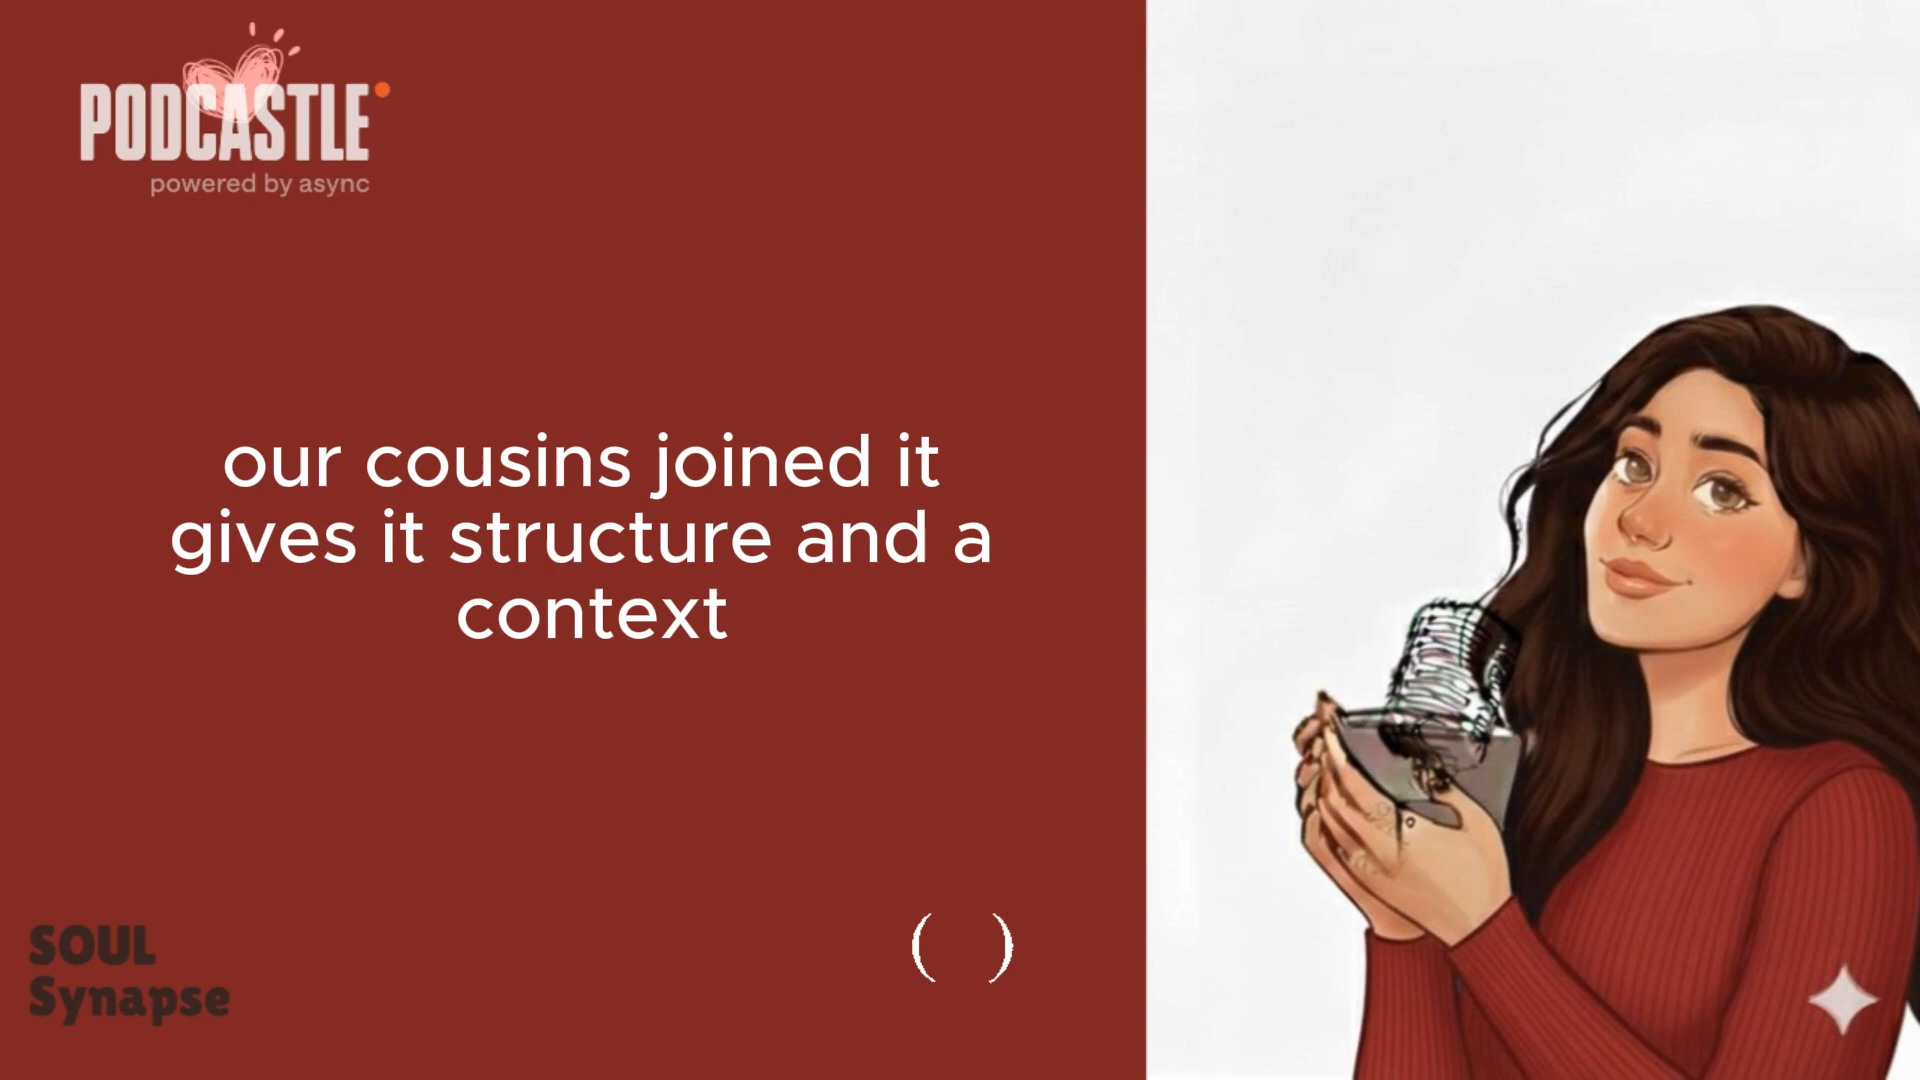 PODCASTLE
powered by async
our cousins joined it
gives it structure and a
context
( )
SOUL
Synapse